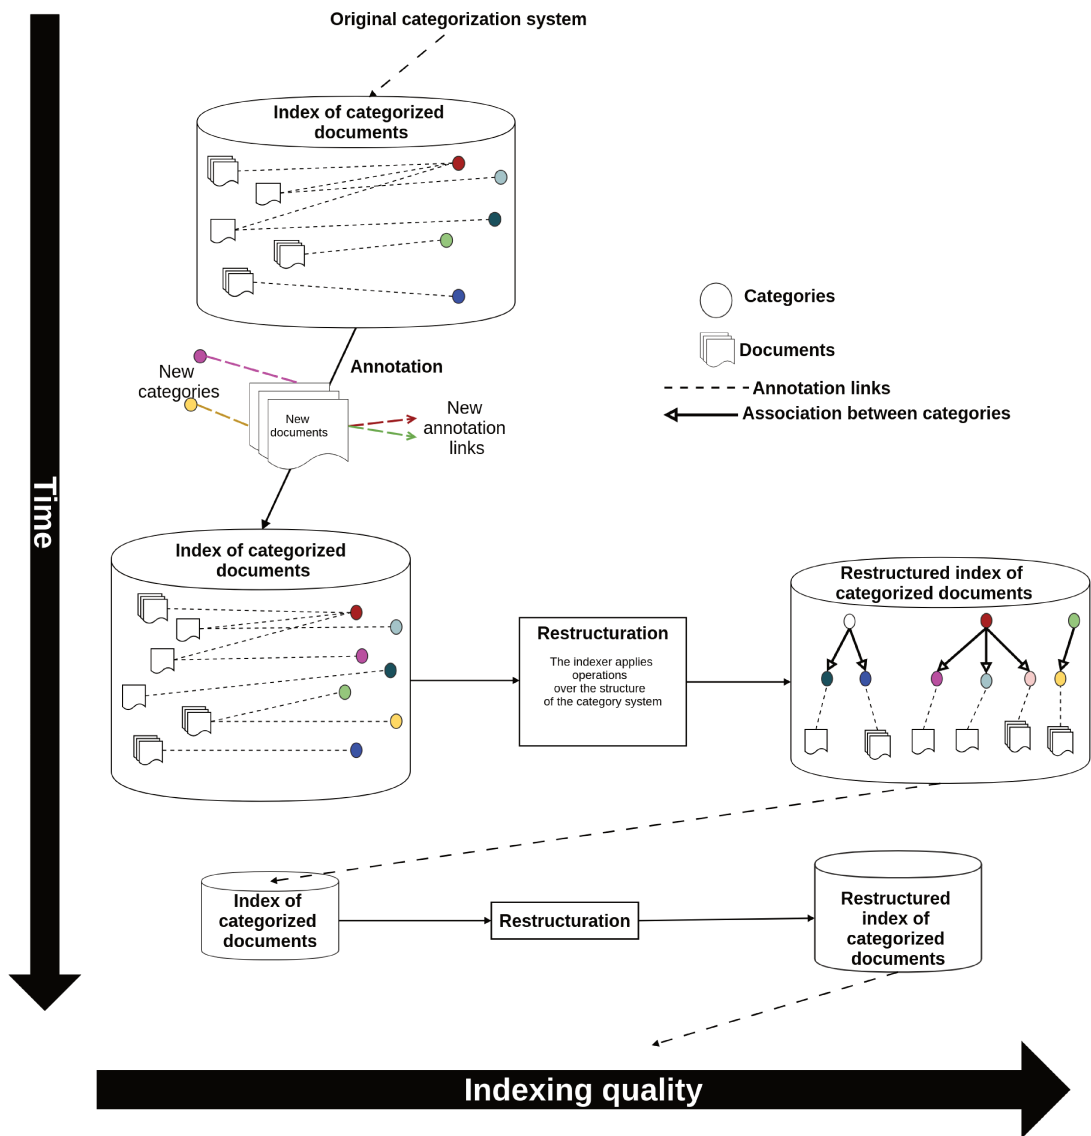 Original categorization system
Index of categorized
documents
Categories
Documents
Annotation links
Association between categories
Annotation
New
categories
New
documents
New
annotation
links
Time
Index of categorized
documents
Restructuration
The indexer applies
operations
over the structure
of the category system
Restructured index of
categorized documents
Index of
categorized
documents
Restructuration
Restructured
index of
categorized
documents
Indexing quality